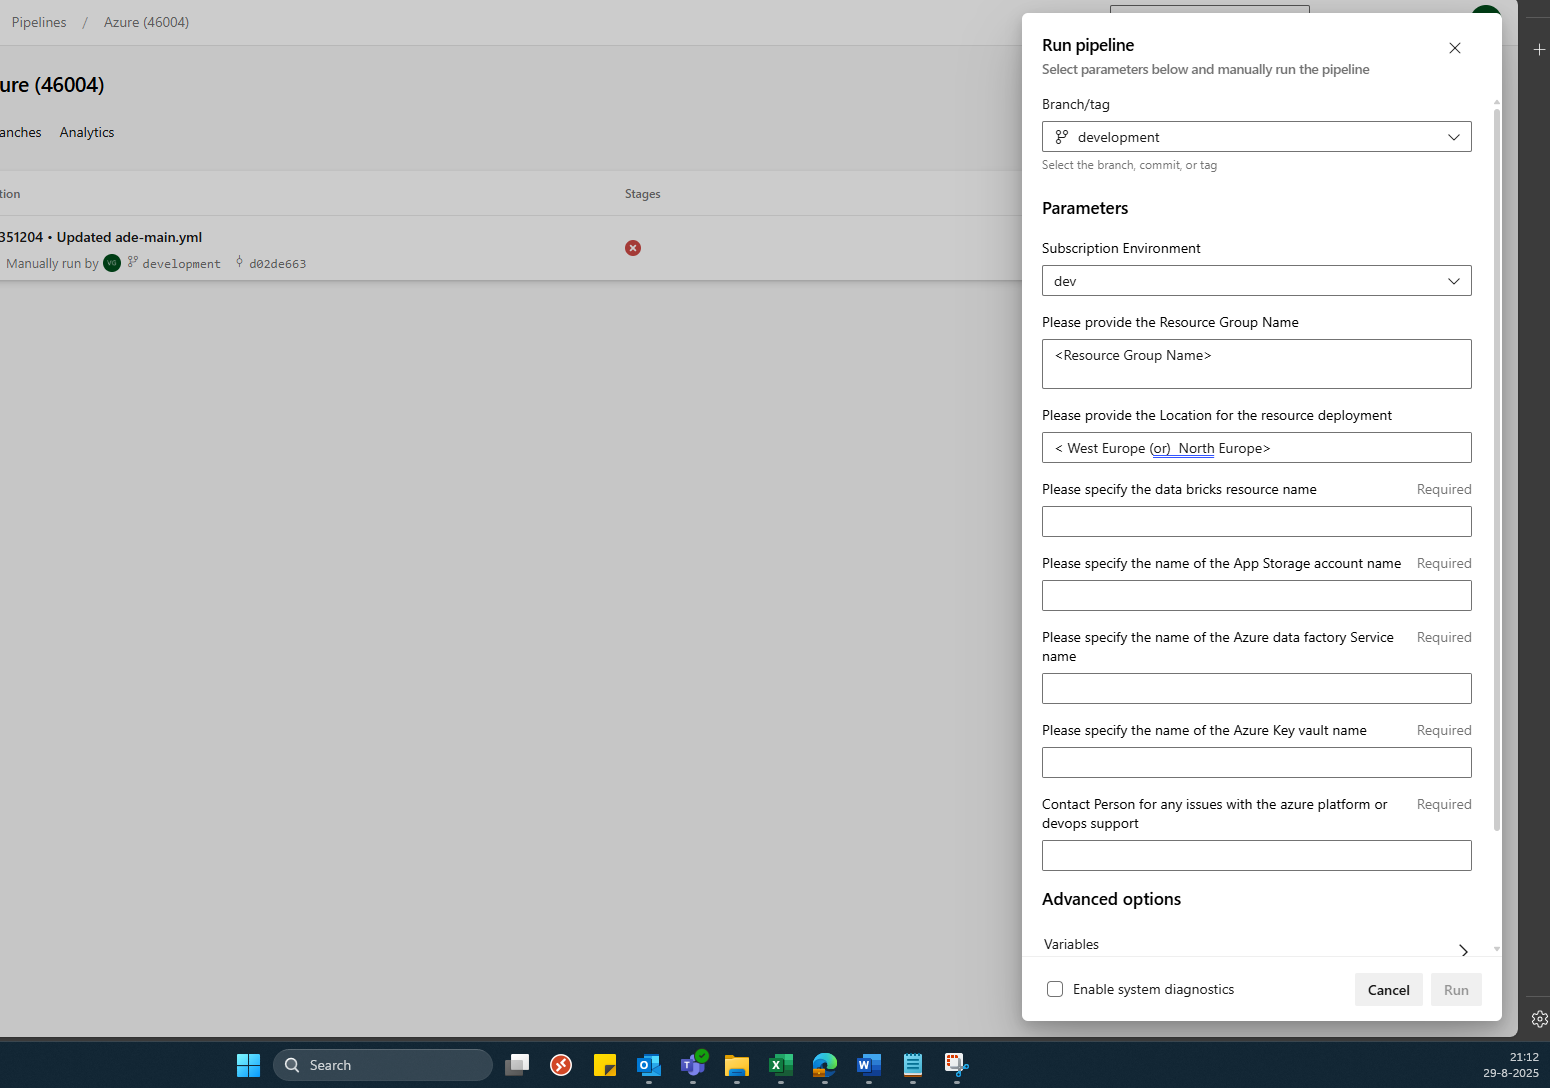 Pipelines / Azure (46004)
ure (46004)
anches Analytics
tion Stages
351204 • Updated ade-main.yml
Manually run by VG development d02de663
Run pipeline
Select parameters below and manually run the pipeline
Branch/tag
development
Select the branch, commit, or tag
Parameters
Subscription Environment
dev
Please provide the Resource Group Name
<Resource Group Name>
Please provide the Location for the resource deployment
< West Europe (or)  North Europe>
Please specify the data bricks resource name Required
Please specify the name of the App Storage account name Required
Please specify the name of the Azure data factory Service Required
name
Please specify the name of the Azure Key vault name Required
Contact Person for any issues with the azure platform or Required
devops support
Advanced options
Variables
Enable system diagnostics Cancel Run
Search
21:12
29-8-2025